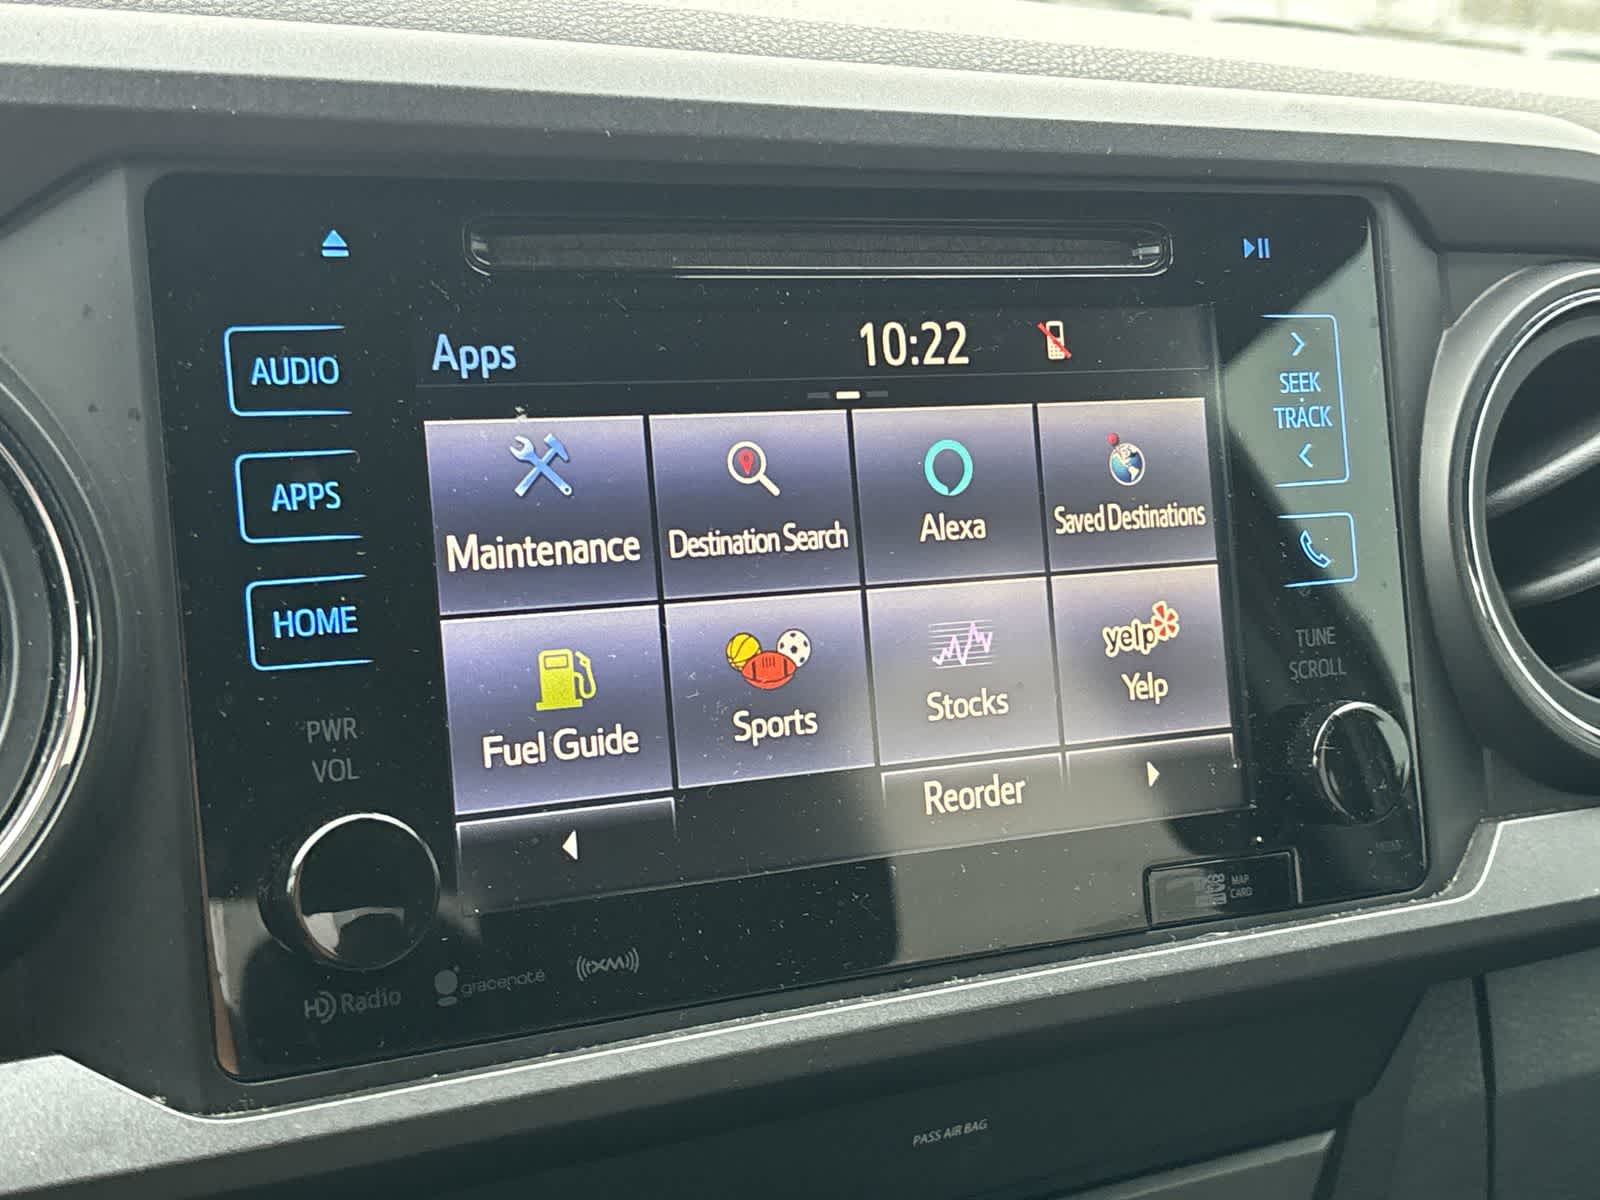 Apps
10:22
AUDIO
APPS
HOME
PWR
VOL
SEEK
TRACK
TUNE
SCROLL
Maintenance
Destination Search
Alexa
Saved Destinations
Fuel Guide
Sports
Stocks
yelp
Yelp
Reorder
MAP
CARD
HD Radio
gracenote
((XM))
PASS AIR BAG